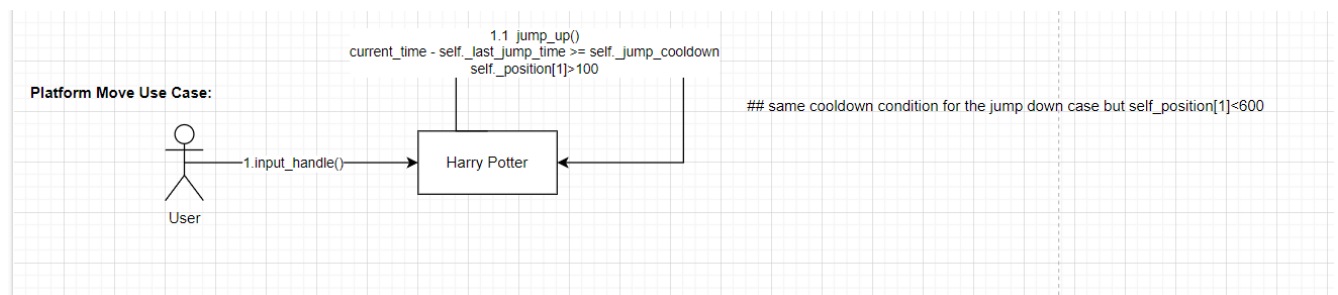 1.1 jump_up()
current_time - self._last_jump_time >= self._jump_cooldown
self._position[1]>100
Platform Move Use Case:
## same cooldown condition for the jump down case but self_position[1]<600
1.input_handle()
Harry Potter
User